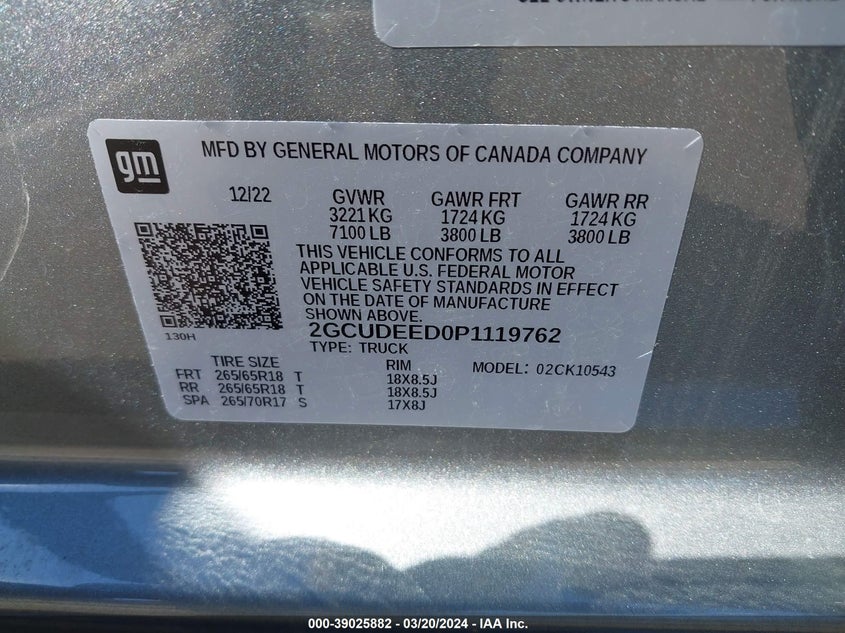 gm
MFD BY GENERAL MOTORS OF CANADA COMPANY
12/22 GVWR GAWR FRT GAWR RR
3221 KG 1724 KG 1724 KG
7100 LB 3800 LB 3800 LB
THIS VEHICLE CONFORMS TO ALL
APPLICABLE U.S. FEDERAL MOTOR
VEHICLE SAFETY STANDARDS IN EFFECT
ON THE DATE OF MANUFACTURE
SHOWN ABOVE.
130H
2GCUDEED0P1119762
TYPE: TRUCK
TIRE SIZE RIM MODEL: 02CK10543
FRT 265/65R18 T 18X8.5J
RR 265/65R18 T 18X8.5J
SPA 265/70R17 S 17X8J
000-39025882 - 03/20/2024 - IAA Inc.